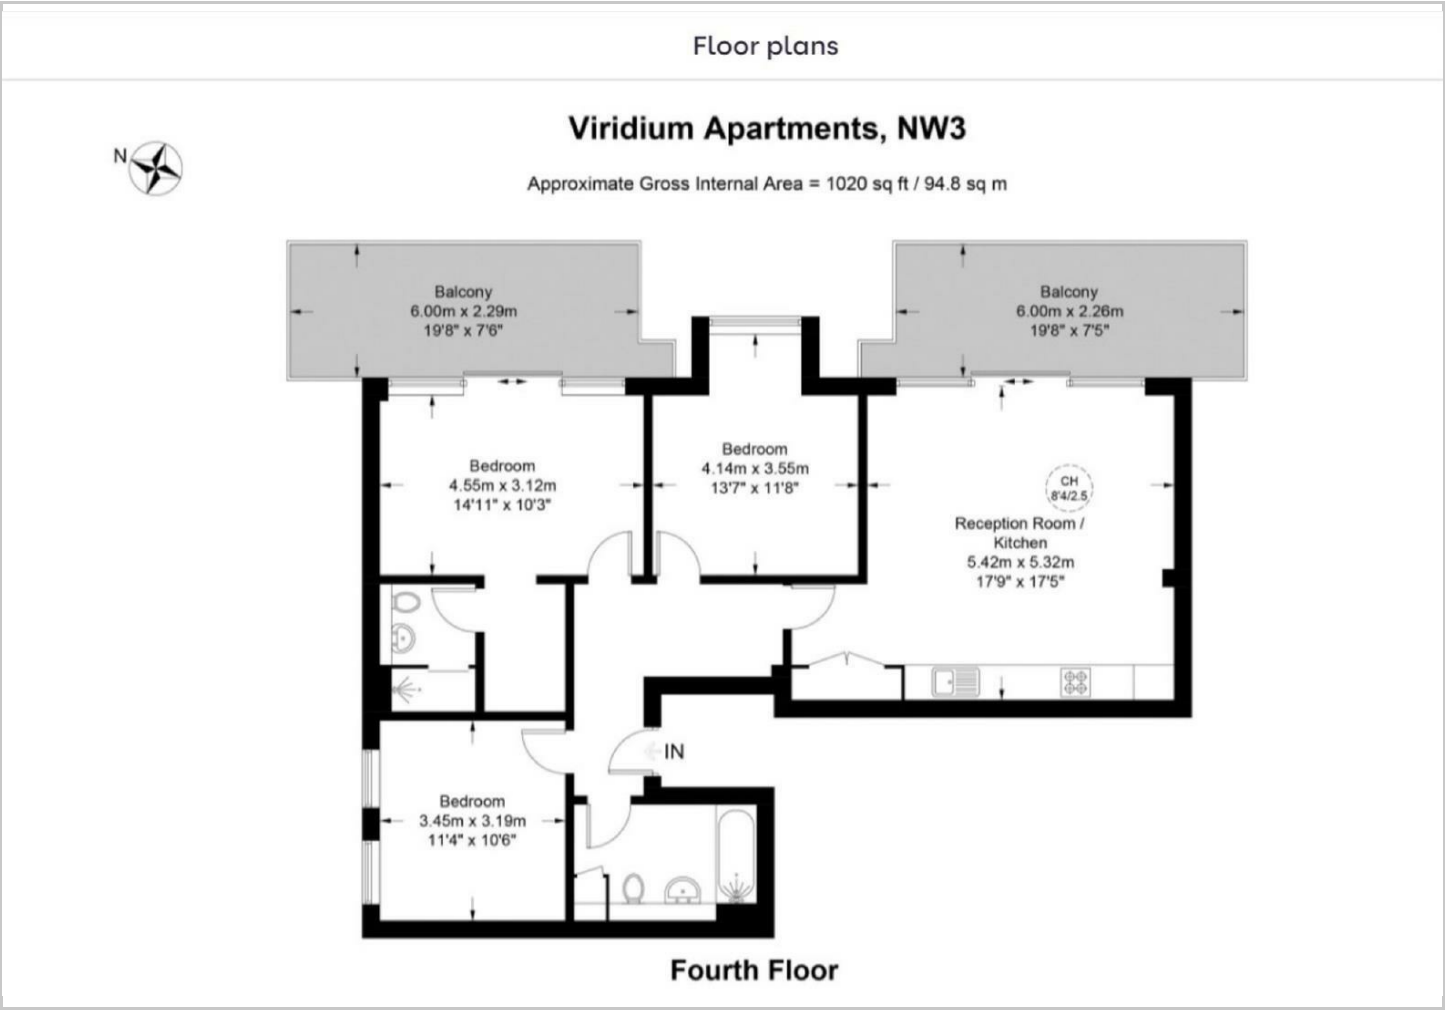 Floor plans
Viridium Apartments, NW3
N
Approximate Gross Internal Area = 1020 sq ft / 94.8 sq m
Balcony
6.00m x 2.29m
19'8" x 7'6"
Balcony
6.00m x 2.26m
19'8" x 7'5"
Bedroom
4.55m x 3.12m
14'11" x 10'3"
Bedroom
4.14m x 3.55m
13'7" x 11'8"
CH
8'4/2.5
Reception Room /
Kitchen
5.42m x 5.32m
17'9" x 17'5"
IN
Bedroom
3.45m x 3.19m
11'4" x 10'6"
Fourth Floor